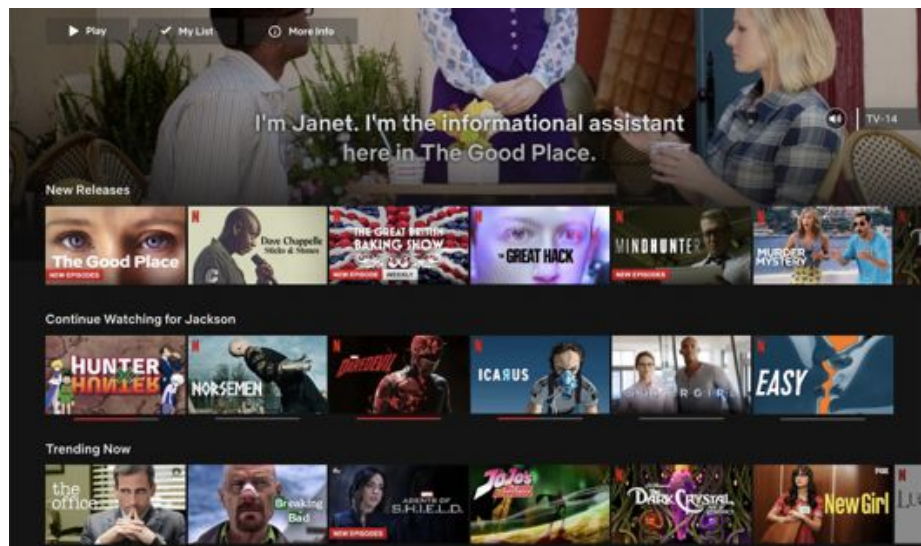 Play
My List
More Info
I'm Janet. I'm the informational assistant
here in The Good Place.
TV-14
New Releases
The Good Place
NEW EPISODES
N
Dave Chappelle
Sticks & Stones
THE GREAT BRITISH
BAKING SHOW
NEW EPISODE WEEKLY
N
THE GREAT HACK
N
MINDHUNTER
NEW EPISODES
N
MURDER
MYSTERY
Continue Watching for Jackson
HUNTER
HUNTER
N
NORSEMEN
N
DAREDEVIL
N
ICAЯUS
SUPERGIRL
N
EASY
Trending Now
the
office
Breaking
Bad
AGENTS OF
S.H.I.E.L.D.
NEW EPISODES
JoJo's
N
DARK CRYSTAL
FOX
New Girl
N